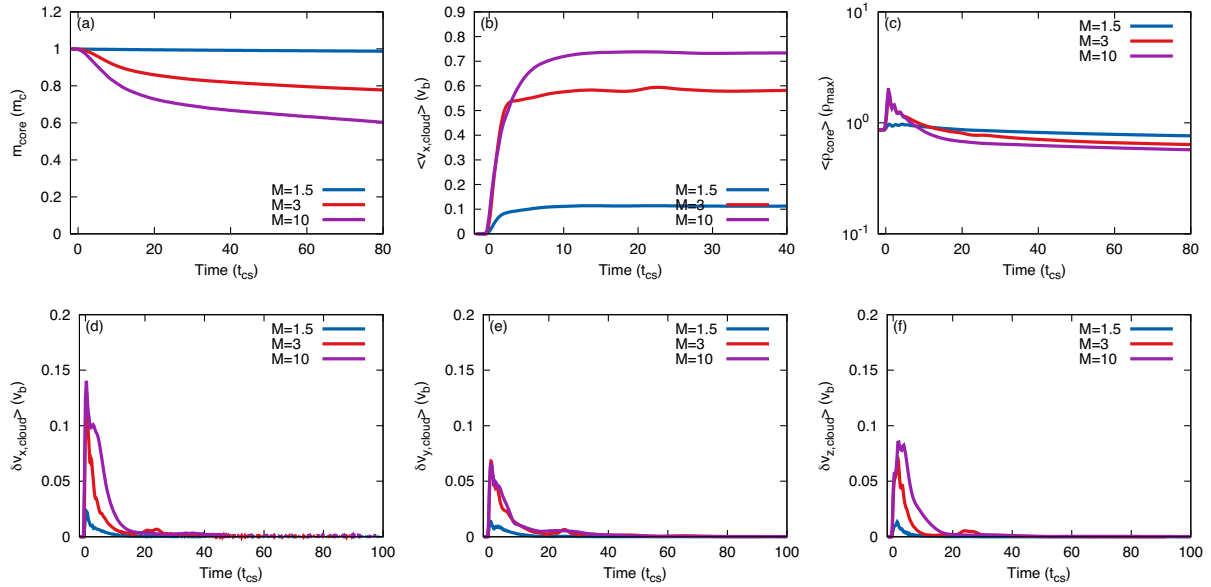 (a)
m_core (m_c)
1.2
1
0.8
0.6
0.4
0.2
0
M=1.5
M=3
M=10
0 20 40 60 80
Time (t_cs)
(b)
<v_x,cloud> (v_b)
0.9
0.8
0.7
0.6
0.5
0.4
0.3
0.2
0.1
0
M=1.5
M=3
M=10
0 10 20 30 40
Time (t_cs)
(c)
<ρ_core> (ρ_max)
10^1
10^0
10^-1
M=1.5
M=3
M=10
0 20 40 60 80
Time (t_cs)
(d)
δv_x,cloud> (v_b)
0.2
0.15
0.1
0.05
0
M=1.5
M=3
M=10
0 20 40 60 80 100
Time (t_cs)
(e)
δv_y,cloud> (v_b)
0.2
0.15
0.1
0.05
0
M=1.5
M=3
M=10
0 20 40 60 80 100
Time (t_cs)
(f)
δv_z,cloud> (v_b)
0.2
0.15
0.1
0.05
0
M=1.5
M=3
M=10
0 20 40 60 80 100
Time (t_cs)